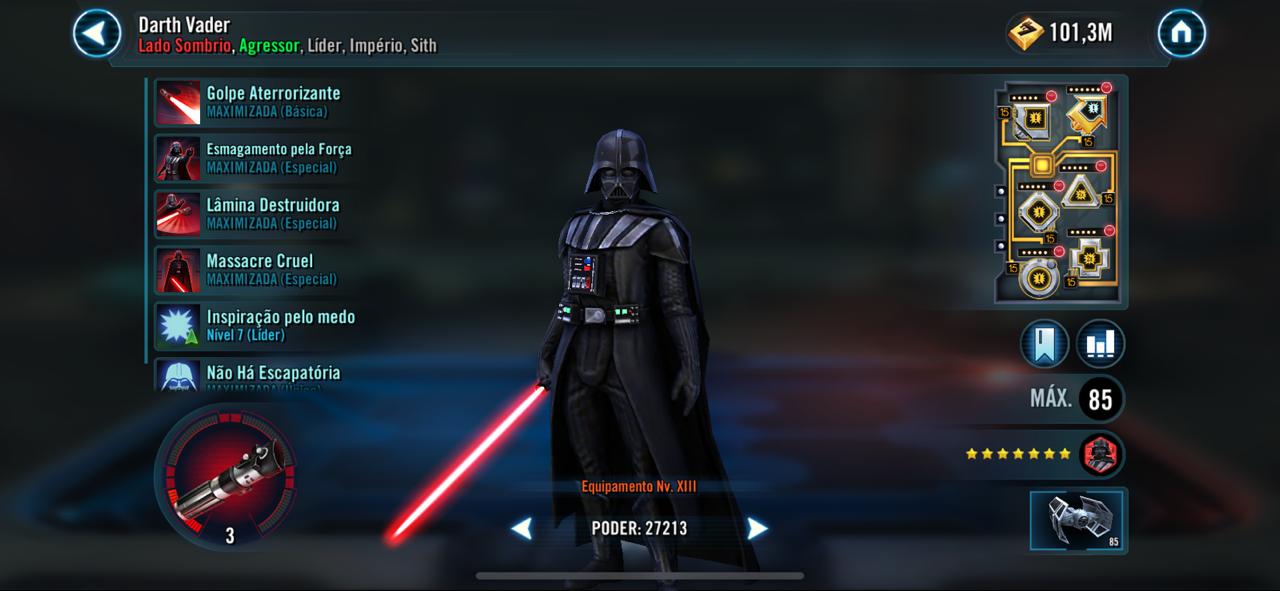 Darth Vader
Lado Sombrio, Agressor, Líder, Império, Sith
101,3M
Golpe Aterrorizante
MAXIMIZADA (Básica)
Esmagamento pela Força
MAXIMIZADA (Especial)
Lâmina Destruidora
MAXIMIZADA (Especial)
Massacre Cruel
MAXIMIZADA (Especial)
Inspiração pelo medo
Nível 7 (Líder)
Não Há Escapatória
3
Equipamento Nv. XIII
PODER: 27213
15
15
15
15
15
15
MÁX. 85
85